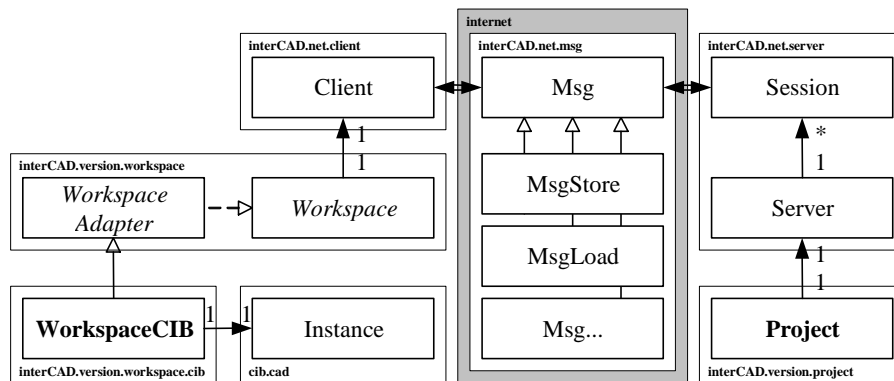 internet
interCAD.net.client
interCAD.net.msg
interCAD.net.server
Client
Msg
Session
1
1
*
1
interCAD.version.workspace
Workspace
Adapter
Workspace
MsgStore
Server
MsgLoad
1
1
WorkspaceCIB
1
1
Instance
Msg...
Project
interCAD.version.workspace.cib
cib.cad
interCAD.version.project